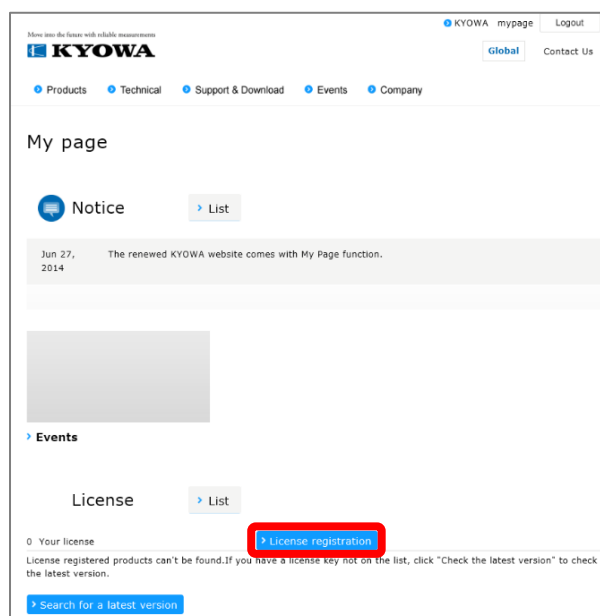 KYOWA mypage Logout
Move into the future with reliable measurements
KYOWA
Global Contact Us
Products Technical Support & Download Events Company
My page
Notice List
Jun 27, 2014 The renewed KYOWA website comes with My Page function.
Events
License List
0 Your license License registration
License registered products can't be found.If you have a license key not on the list, click "Check the latest version" to check
the latest version.
Search for a latest version